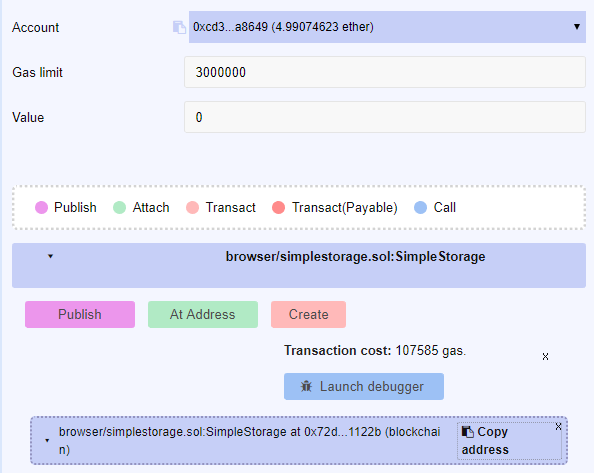 Account 0xcd3...a8649 (4.99074623 ether)
Gas limit 3000000
Value 0
Publish Attach Transact Transact(Payable) Call
browser/simplestorage.sol:SimpleStorage
Publish At Address Create
Transaction cost: 107585 gas. x
Launch debugger
browser/simplestorage.sol:SimpleStorage at 0x72d...1122b (blockchai
n)
Copy x
address